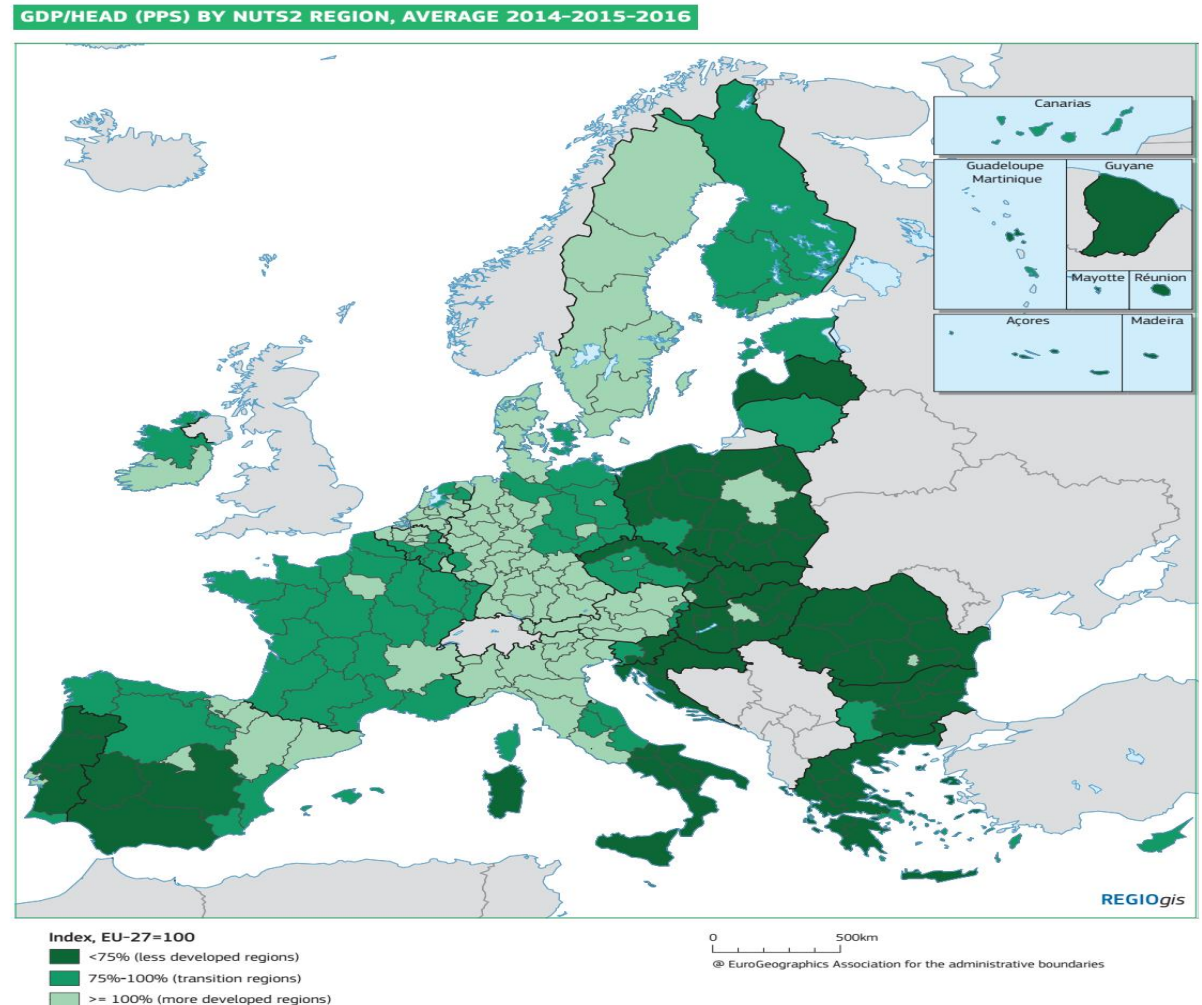 GDP/HEAD (PPS) BY NUTS2 REGION, AVERAGE 2014-2015-2016
Canarias
Guadeloupe
Martinique
Guyane
Mayotte
Réunion
Açores
Madeira
REGIOgis
Index, EU-27=100
<75% (less developed regions)
75%-100% (transition regions)
>= 100% (more developed regions)
0 500km
@ EuroGeographics Association for the administrative boundaries